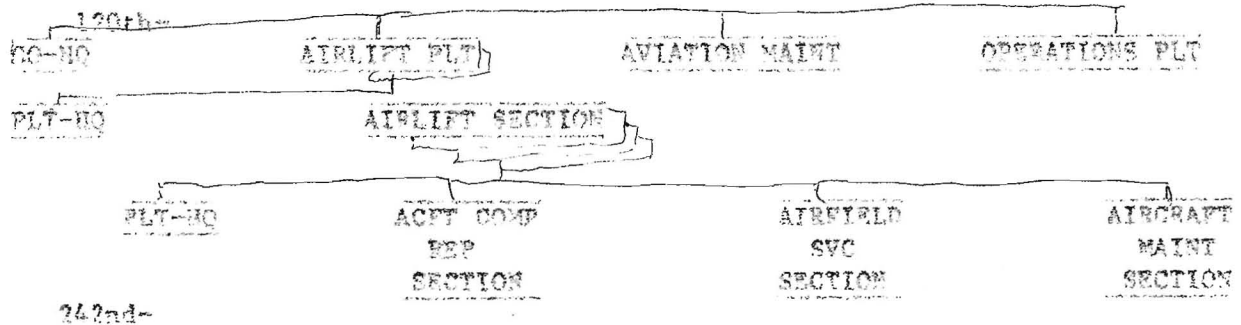 120th-
CO-HQ AIRLIFT PLT AVIATION MAINT OPERATIONS PLT
PLT-HQ AIRLIFT SECTION
PLT-HQ ACFT COMP AIRFIELD AIRCRAFT
REP SVC MAINT
SECTION SECTION SECTION
242nd-